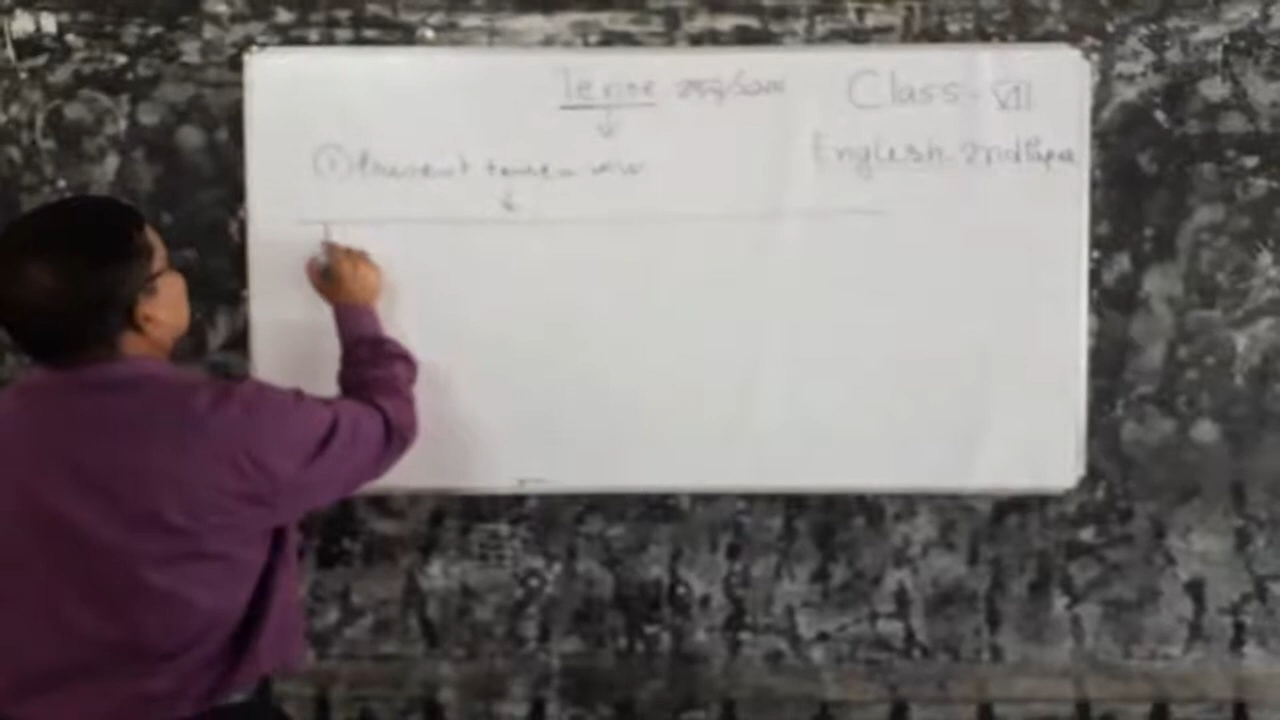 Tense
Class - VII
English 2nd Paper
① Present tense